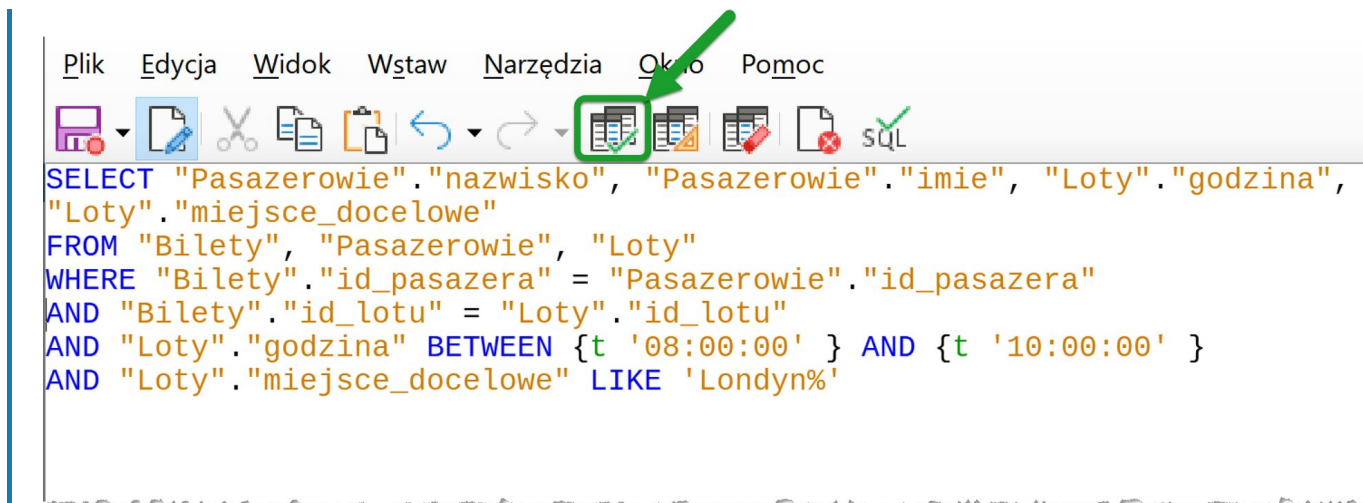 Plik Edycja Widok Wstaw Narzędzia Okno Pomoc
SQL
SELECT "Pasazerowie"."nazwisko", "Pasazerowie"."imie", "Loty"."godzina",
"Loty"."miejsce_docelowe"
FROM "Bilety", "Pasazerowie", "Loty"
WHERE "Bilety"."id_pasazera" = "Pasazerowie"."id_pasazera"
AND "Bilety"."id_lotu" = "Loty"."id_lotu"
AND "Loty"."godzina" BETWEEN {t '08:00:00' } AND {t '10:00:00' }
AND "Loty"."miejsce_docelowe" LIKE 'Londyn%'